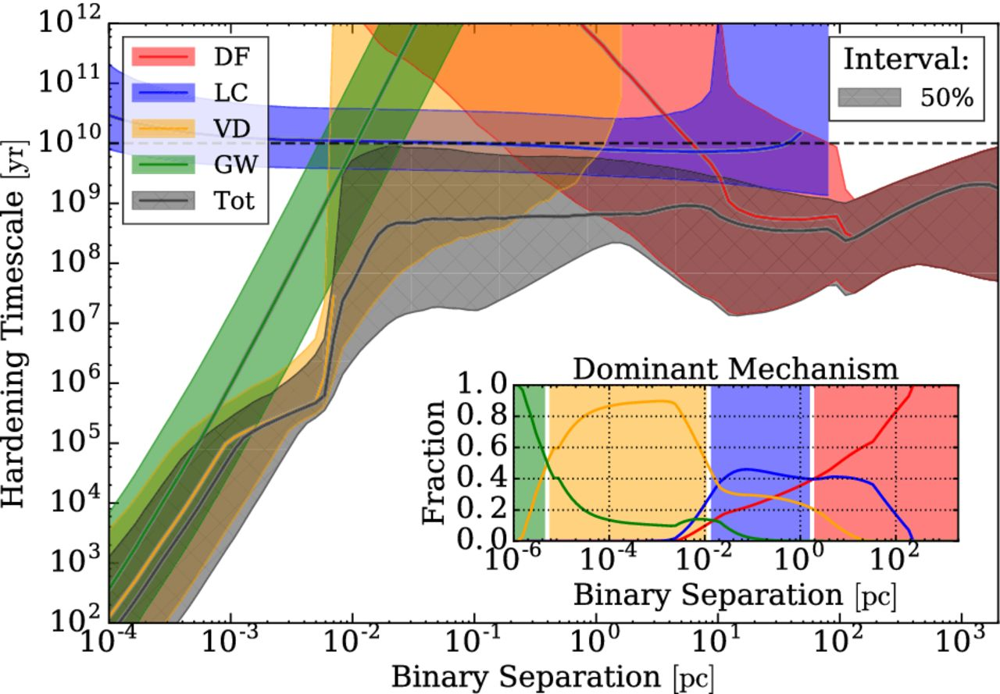 Hardening Timescale [yr]
10^12
10^11
10^10
10^9
10^8
10^7
10^6
10^5
10^4
10^3
10^2
DF
LC
VD
GW
Tot
Interval:
50%
Dominant Mechanism
Fraction
1.0
0.8
0.6
0.4
0.2
0.0
10^-6 10^-4 10^-2 10^0 10^2
Binary Separation [pc]
10^-4 10^-3 10^-2 10^-1 10^0 10^1 10^2 10^3
Binary Separation [pc]